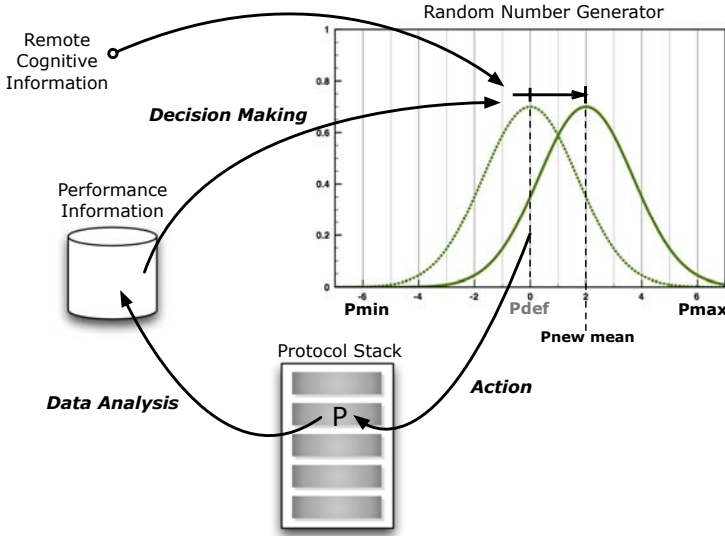 Random Number Generator
Remote
Cognitive
Information
Decision Making
1
0.8
0.6
0.4
0.2
0
-6
-4
-2
0
2
4
6
Pmin
Pdef
Pmax
Pnew mean
Performance
Information
Protocol Stack
Data Analysis
P
Action